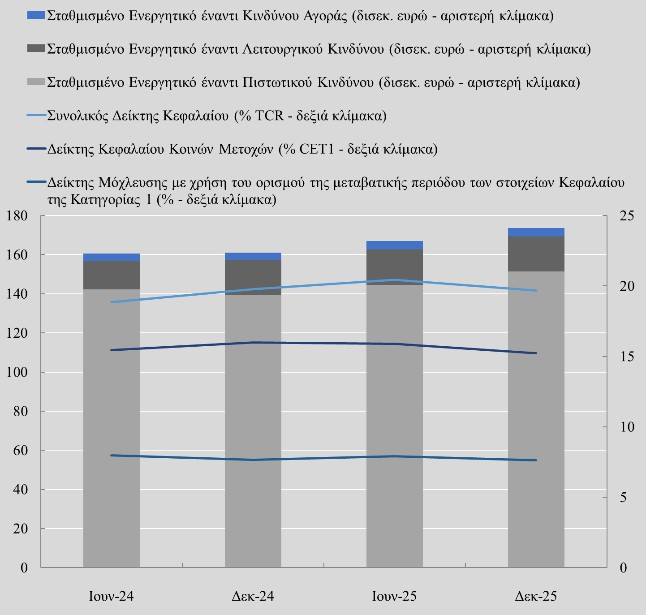 Σταθμισμένο Ενεργητικό έναντι Κινδύνου Αγοράς (δισεκ. ευρώ - αριστερή κλίμακα)
Σταθμισμένο Ενεργητικό έναντι Λειτουργικού Κινδύνου (δισεκ. ευρώ - αριστερή κλίμακα)
Σταθμισμένο Ενεργητικό έναντι Πιστωτικού Κινδύνου (δισεκ. ευρώ - αριστερή κλίμακα)
Συνολικός Δείκτης Κεφαλαίου (% TCR - δεξιά κλίμακα)
Δείκτης Κεφαλαίου Κοινών Μετοχών (% CET1 - δεξιά κλίμακα)
Δείκτης Μόχλευσης με χρήση του ορισμού της μεταβατικής περιόδου των στοιχείων Κεφαλαίου
της Κατηγορίας 1 (% - δεξιά κλίμακα)
180 25
160
140 20
120
100 15
80
60 10
40 5
20
0 0
Ιουν-24 Δεκ-24 Ιουν-25 Δεκ-25